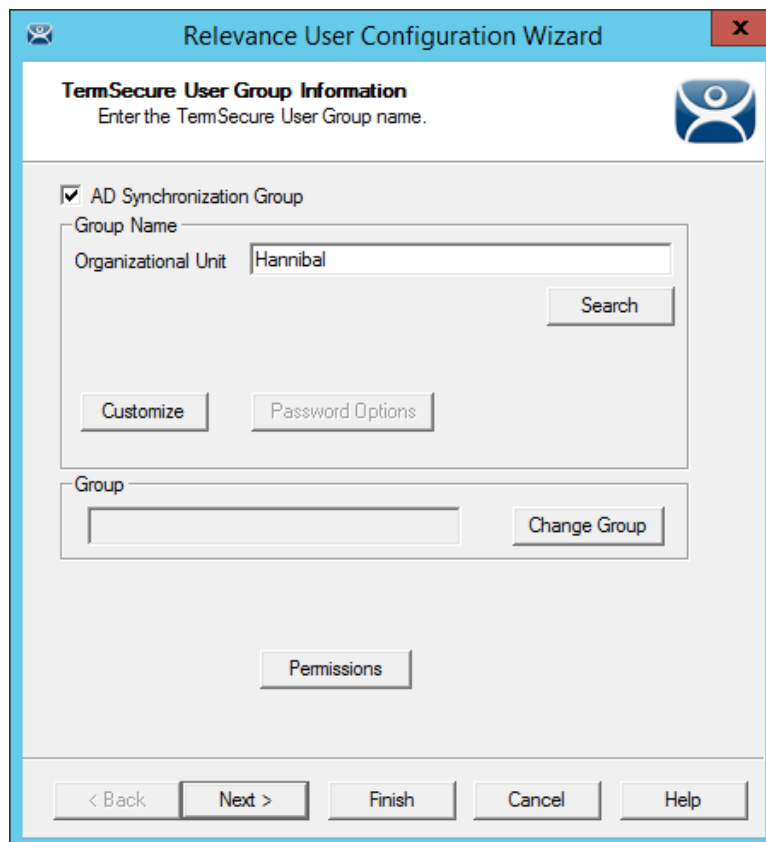 Relevance User Configuration Wizard
x
TermSecure User Group Information
Enter the TermSecure User Group name.
AD Synchronization Group
Group Name
Organizational Unit Hannibal
Search
Customize Password Options
Group
Change Group
Permissions
< Back Next > Finish Cancel Help